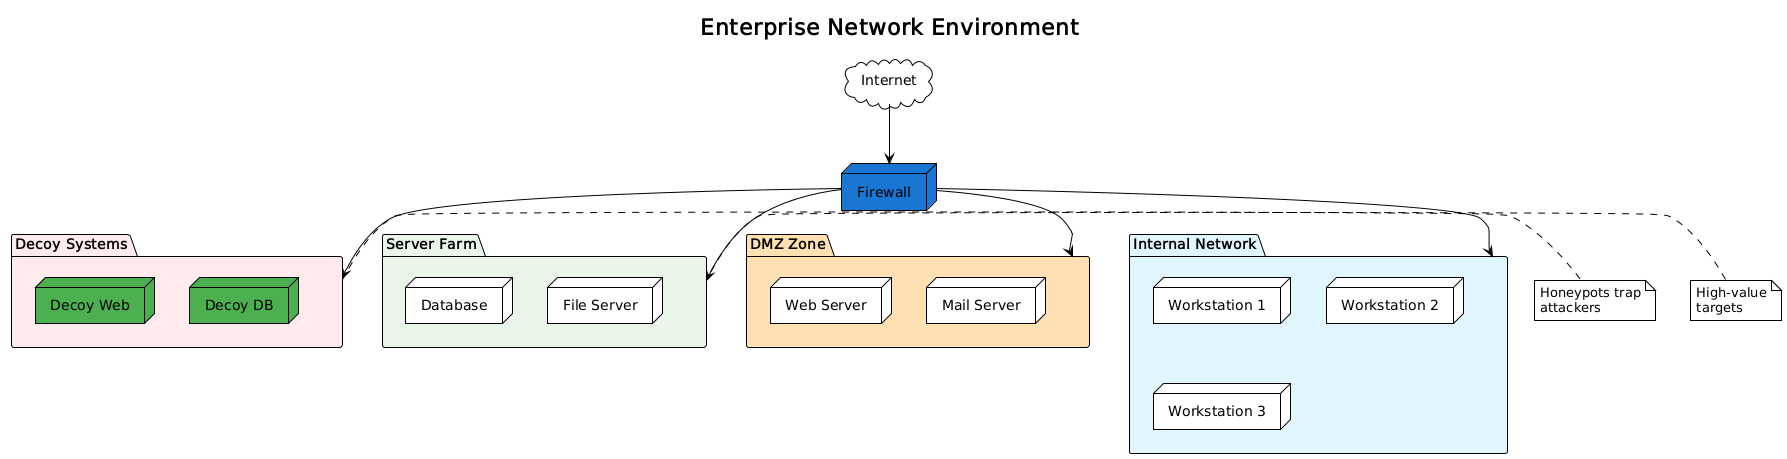 Enterprise Network Environment
Internet
Firewall
Decoy Systems
Decoy Web
Decoy DB
Server Farm
Database
File Server
DMZ Zone
Web Server
Mail Server
Internal Network
Workstation 1
Workstation 2
Workstation 3
Honeypots trap
attackers
High-value
targets